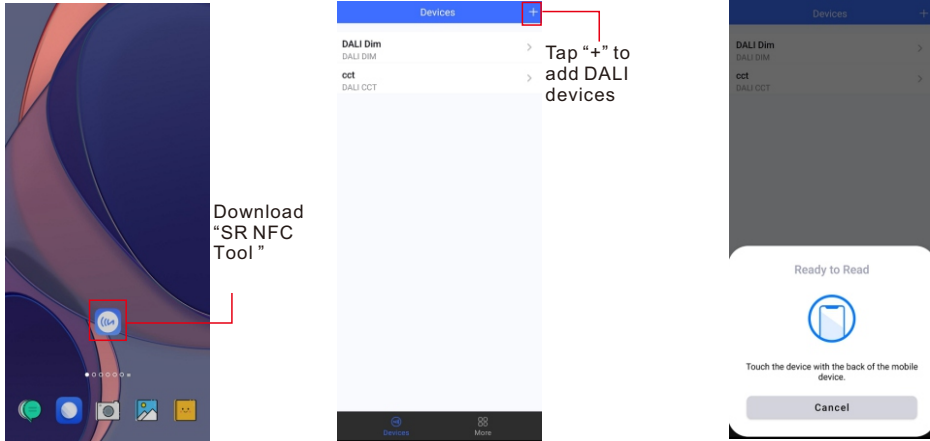 Download
“SR NFC
Tool ”
Devices
+
DALI Dim
DALI DIM
cct
DALI CCT
Devices
More
Tap “+” to
add DALI
devices
Devices
+
DALI Dim
DALI DIM
cct
DALI CCT
Ready to Read
Touch the device with the back of the mobile
device.
Cancel